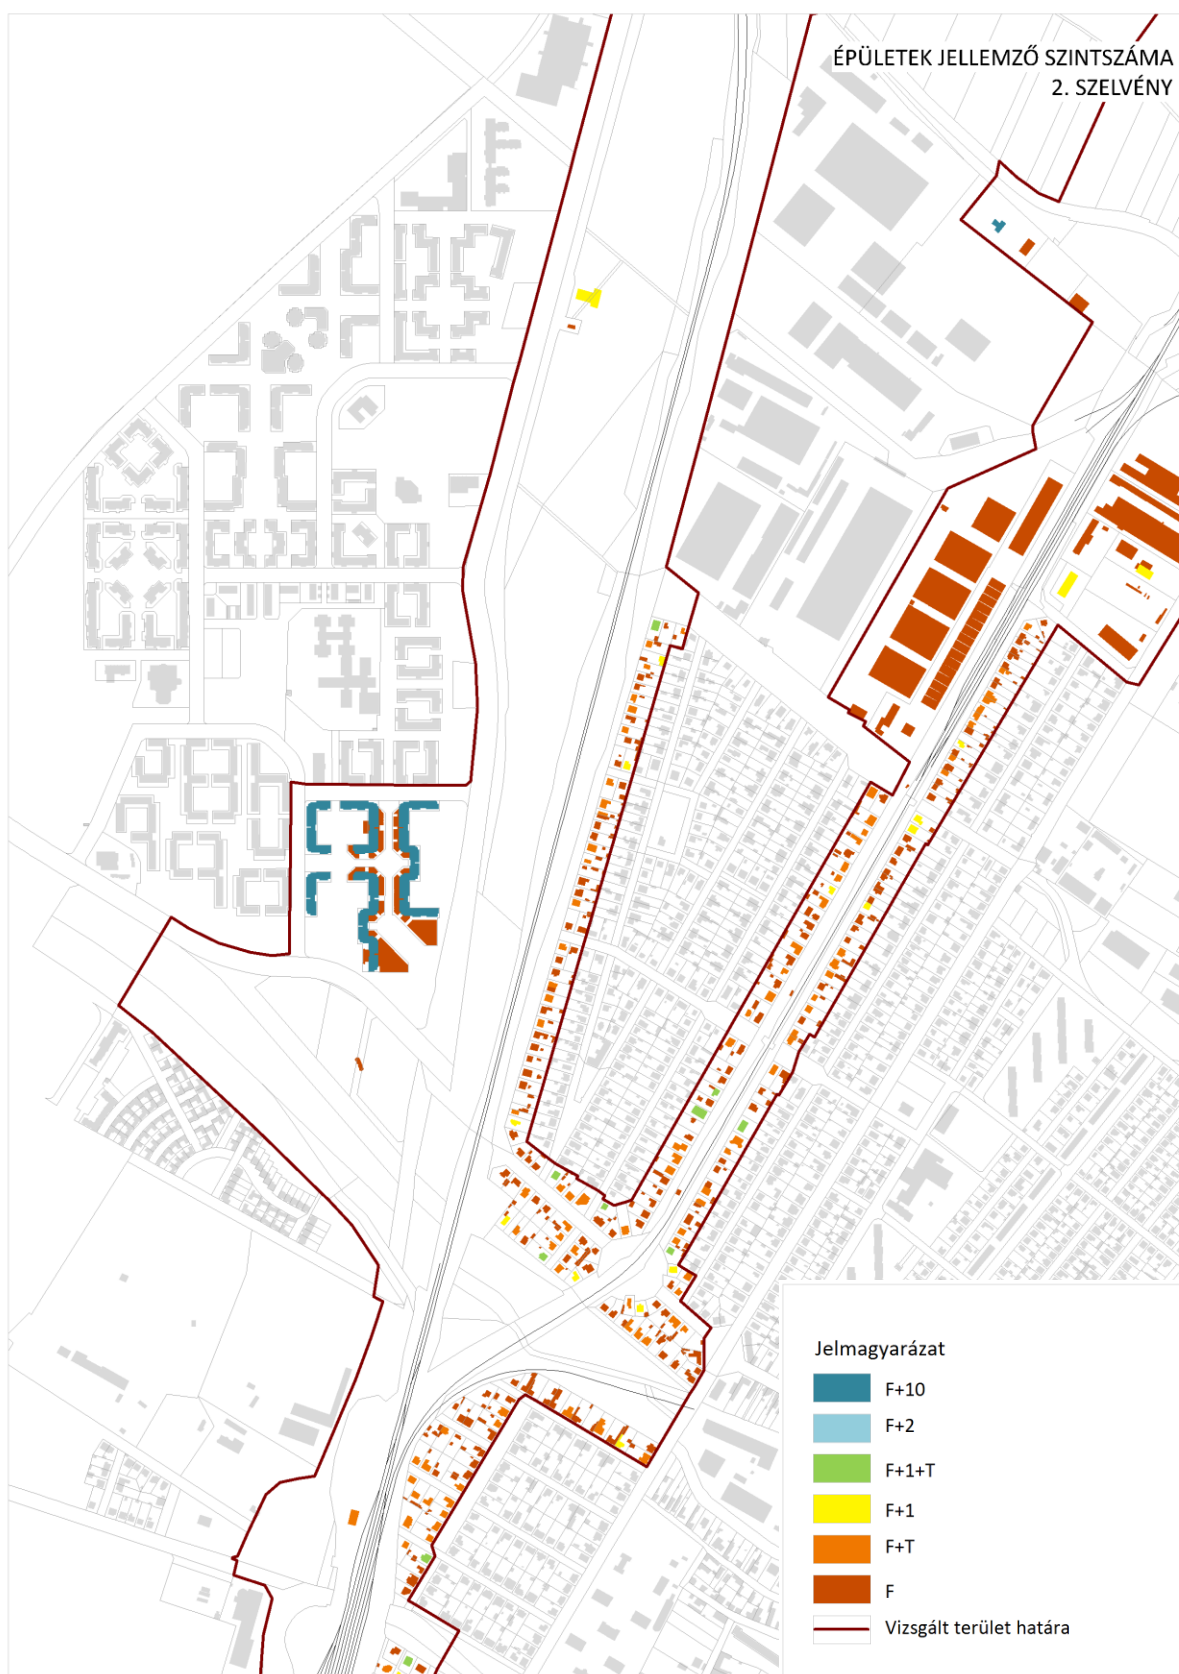 ÉPÜLETEK JELLEMZŐ SZINTSZÁMA
2. SZELVÉNY
Jelmagyarázat
F+10
F+2
F+1+T
F+1
F+T
F
Vizsgált terület határa